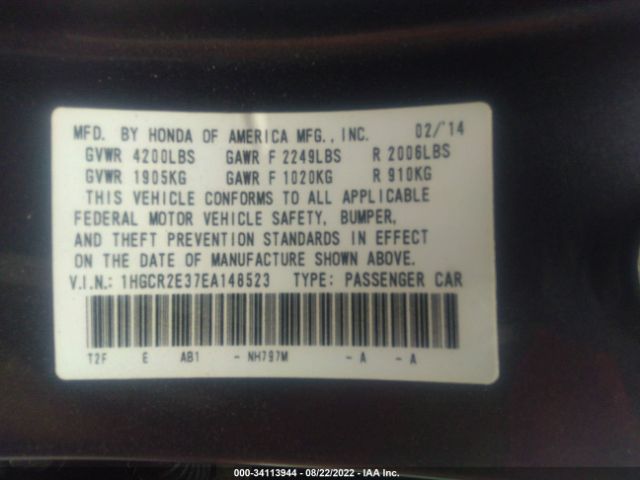 MFD. BY HONDA OF AMERICA MFG., INC. 02/'14
GVWR 4200LBS GAWR F 2249LBS R 2006LBS
GVWR 1905KG GAWR F 1020KG R 910KG
THIS VEHICLE CONFORMS TO ALL APPLICABLE
FEDERAL MOTOR VEHICLE SAFETY, BUMPER,
AND THEFT PREVENTION STANDARDS IN EFFECT
ON THE DATE OF MANUFACTURE SHOWN ABOVE.
V.I.N.: 1HGCR2E37EA148523 TYPE: PASSENGER CAR
T2F E AB1 - NH797M - A - A
000-34113944 - 08/22/2022 - IAA Inc.